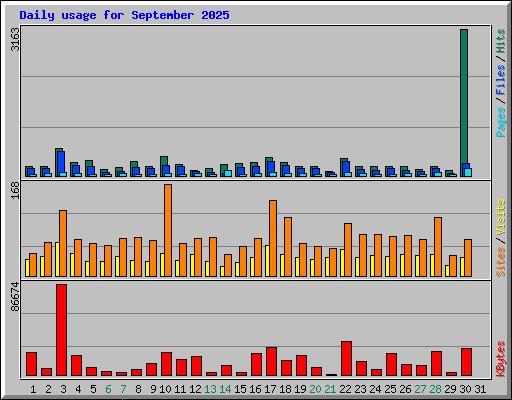 Daily usage for September 2025
3163
Pages / Files / Hits
168
Sites / Visits
86674
KBytes
1 2 3 4 5 6 7 8 9 10 11 12 13 14 15 16 17 18 19 20 21 22 23 24 25 26 27 28 29 30 31